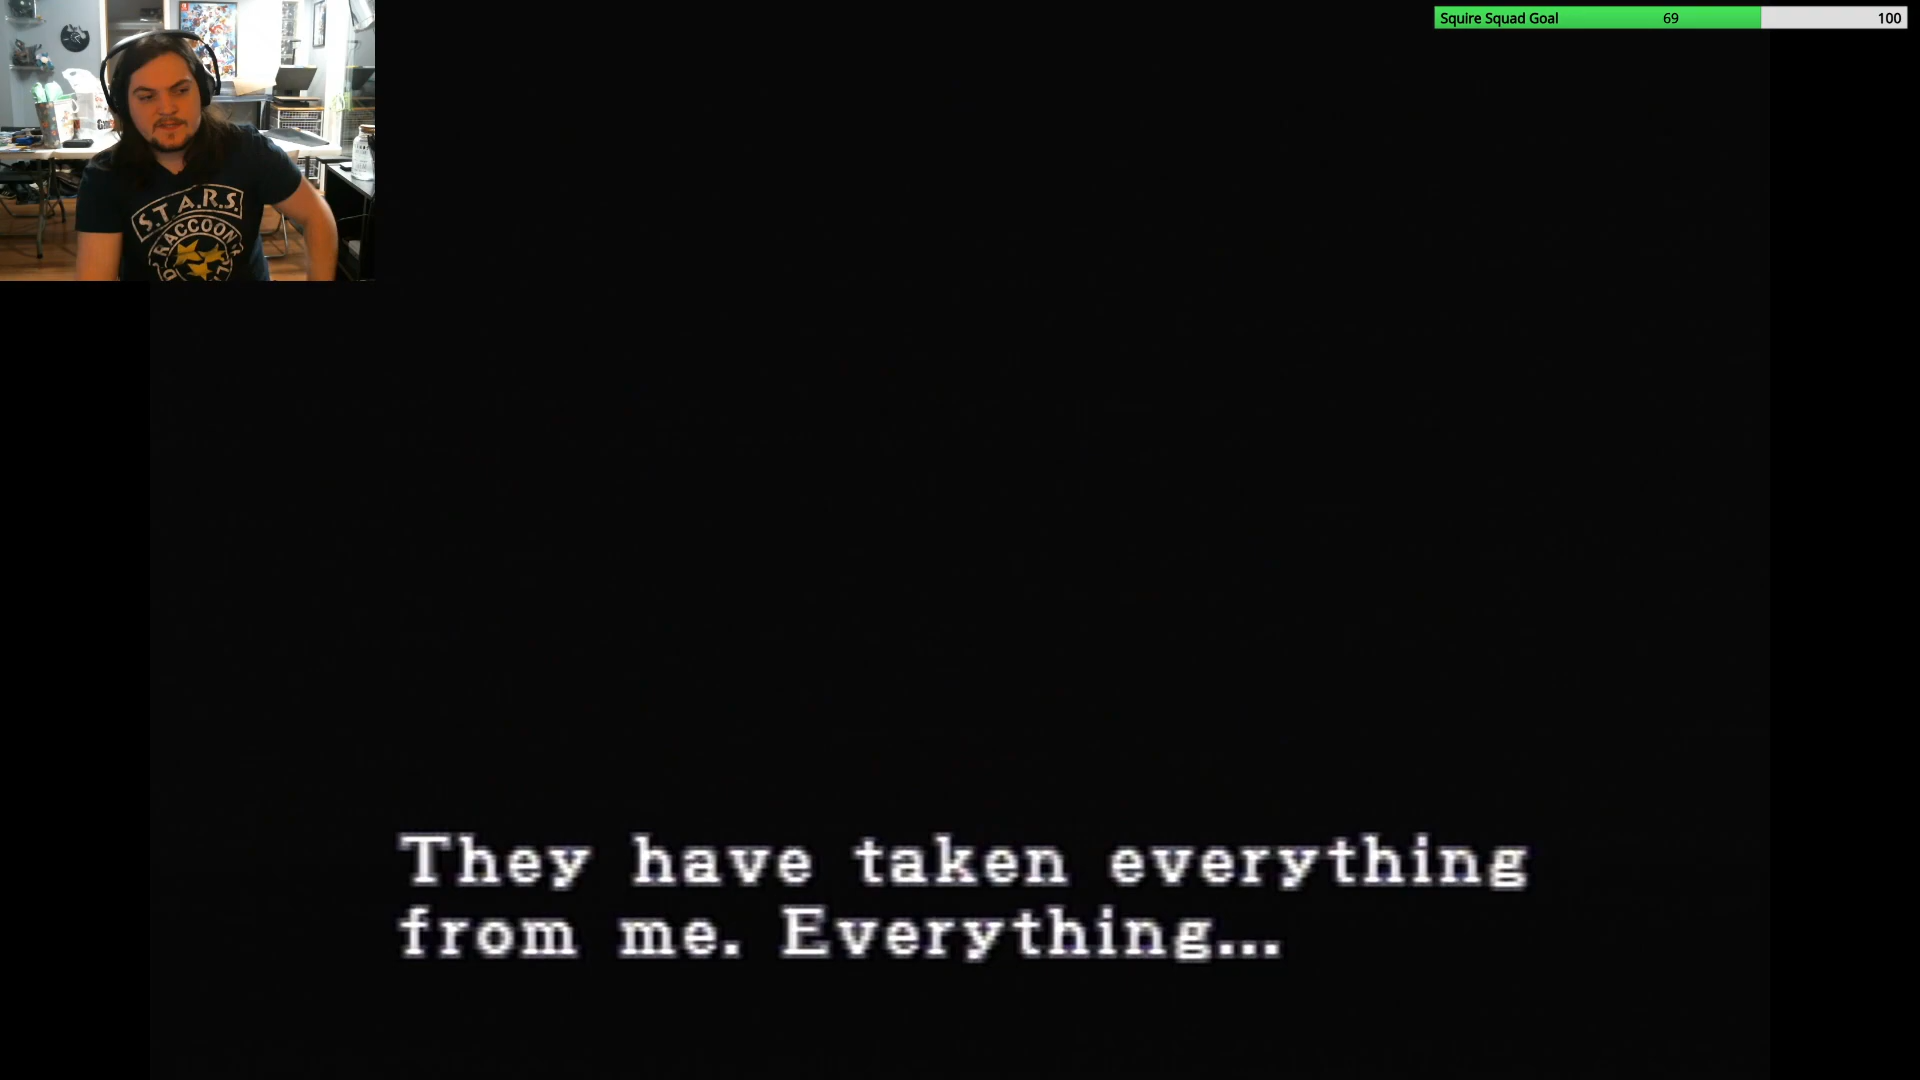 Squire Squad Goal 69 100
S.T.A.R.S.
RACCOON
They have taken everything
from me. Everything...